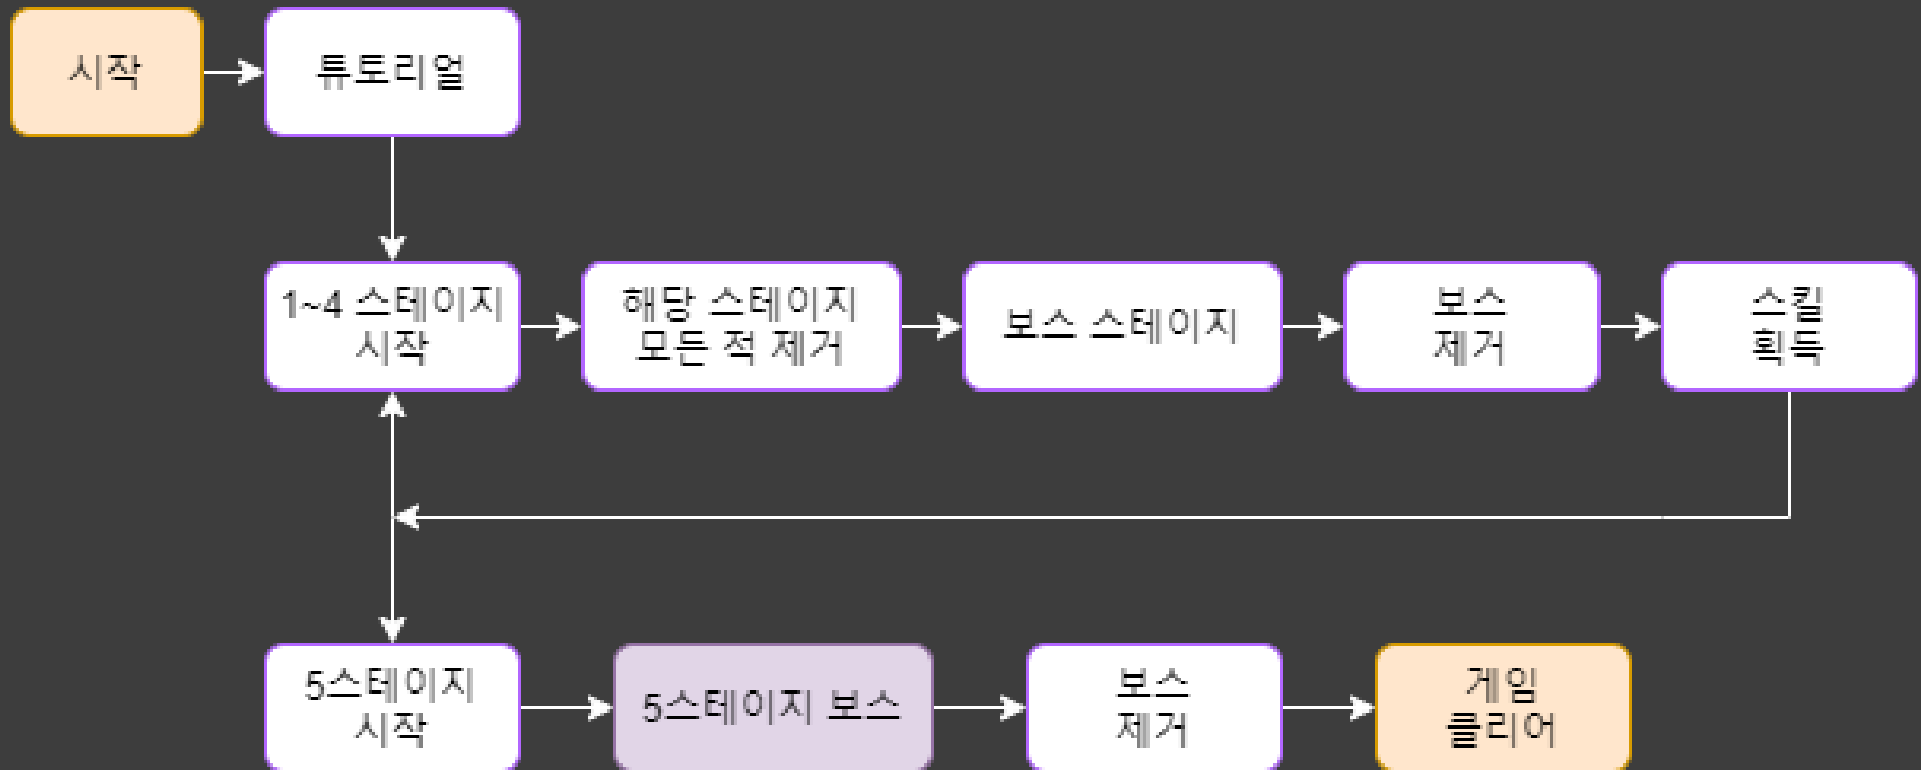 시작
튜토리얼
1~4 스테이지
시작
해당 스테이지
모든 적 제거
보스 스테이지
보스
제거
스킬
획득
5스테이지
시작
5스테이지 보스
보스
제거
게임
클리어